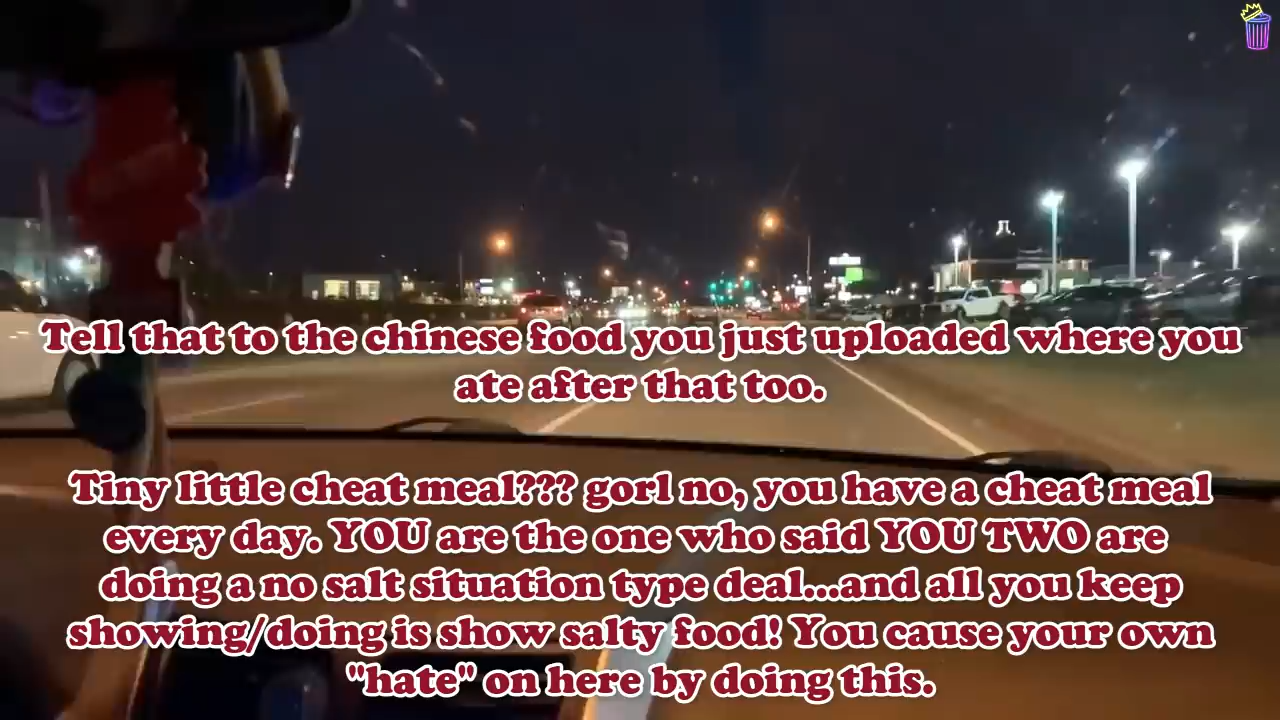 Tell that to the chinese food you just uploaded where you
ate after that too.
Tiny little cheat meal??? gorl no, you have a cheat meal
every day. YOU are the one who said YOU TWO are
doing a no salt situation type deal...and all you keep
showing/doing is show salty food! You cause your own
"hate" on here by doing this.